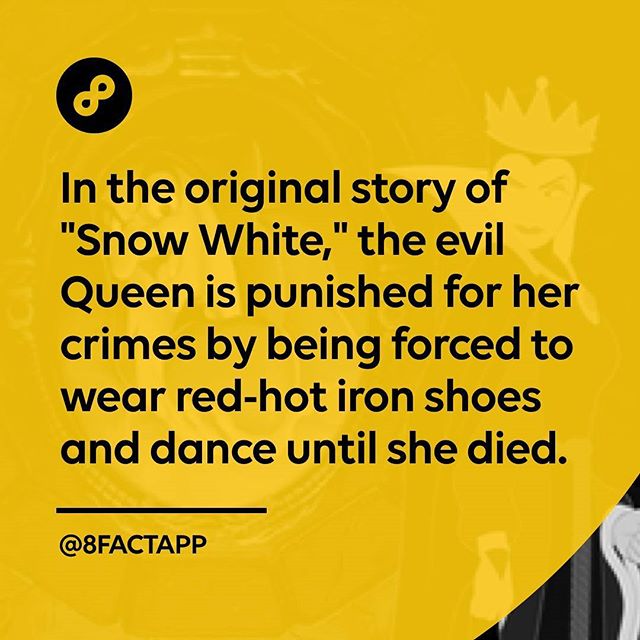 In the original story of
"Snow White," the evil
Queen is punished for her
crimes by being forced to
wear red-hot iron shoes
and dance until she died.
@8FACTAPP